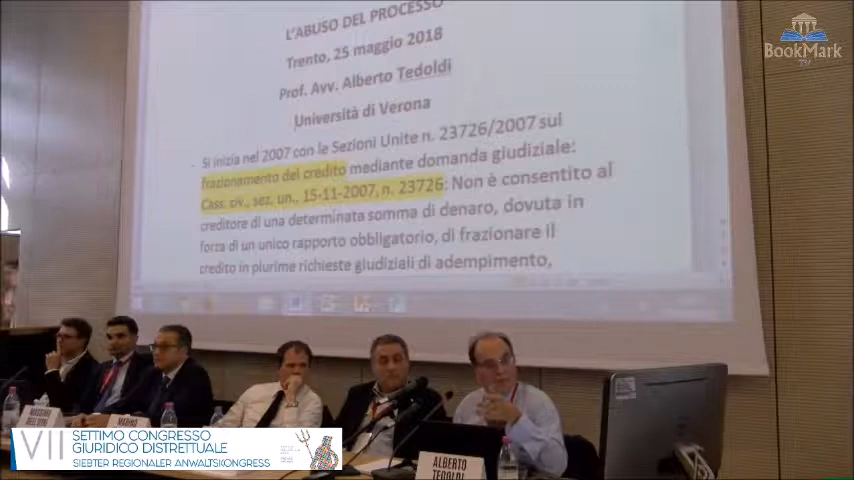 L'ABUSO DEL PROCESSO
Trento, 25 maggio 2018
Prof. Avv. Alberto Tedoldi
Università di Verona
- Si inizia nel 2007 con le Sezioni Unite n. 23726/2007 sul
frazionamento del credito mediante domanda giudiziale:
Cass. civ., sez. un., 15-11-2007, n. 23726: Non è consentito al
creditore di una determinata somma di denaro, dovuta in
forza di un unico rapporto obbligatorio, di frazionare il
credito in plurime richieste giudiziali di adempimento,
BOOKMARK
TV
MASSIMO
MARINO
ALBERTO
TEDOLDI
VII
SETTIMO CONGRESSO
GIURIDICO DISTRETTUALE
SIEBTER REGIONALER ANWALTSKONGRESS